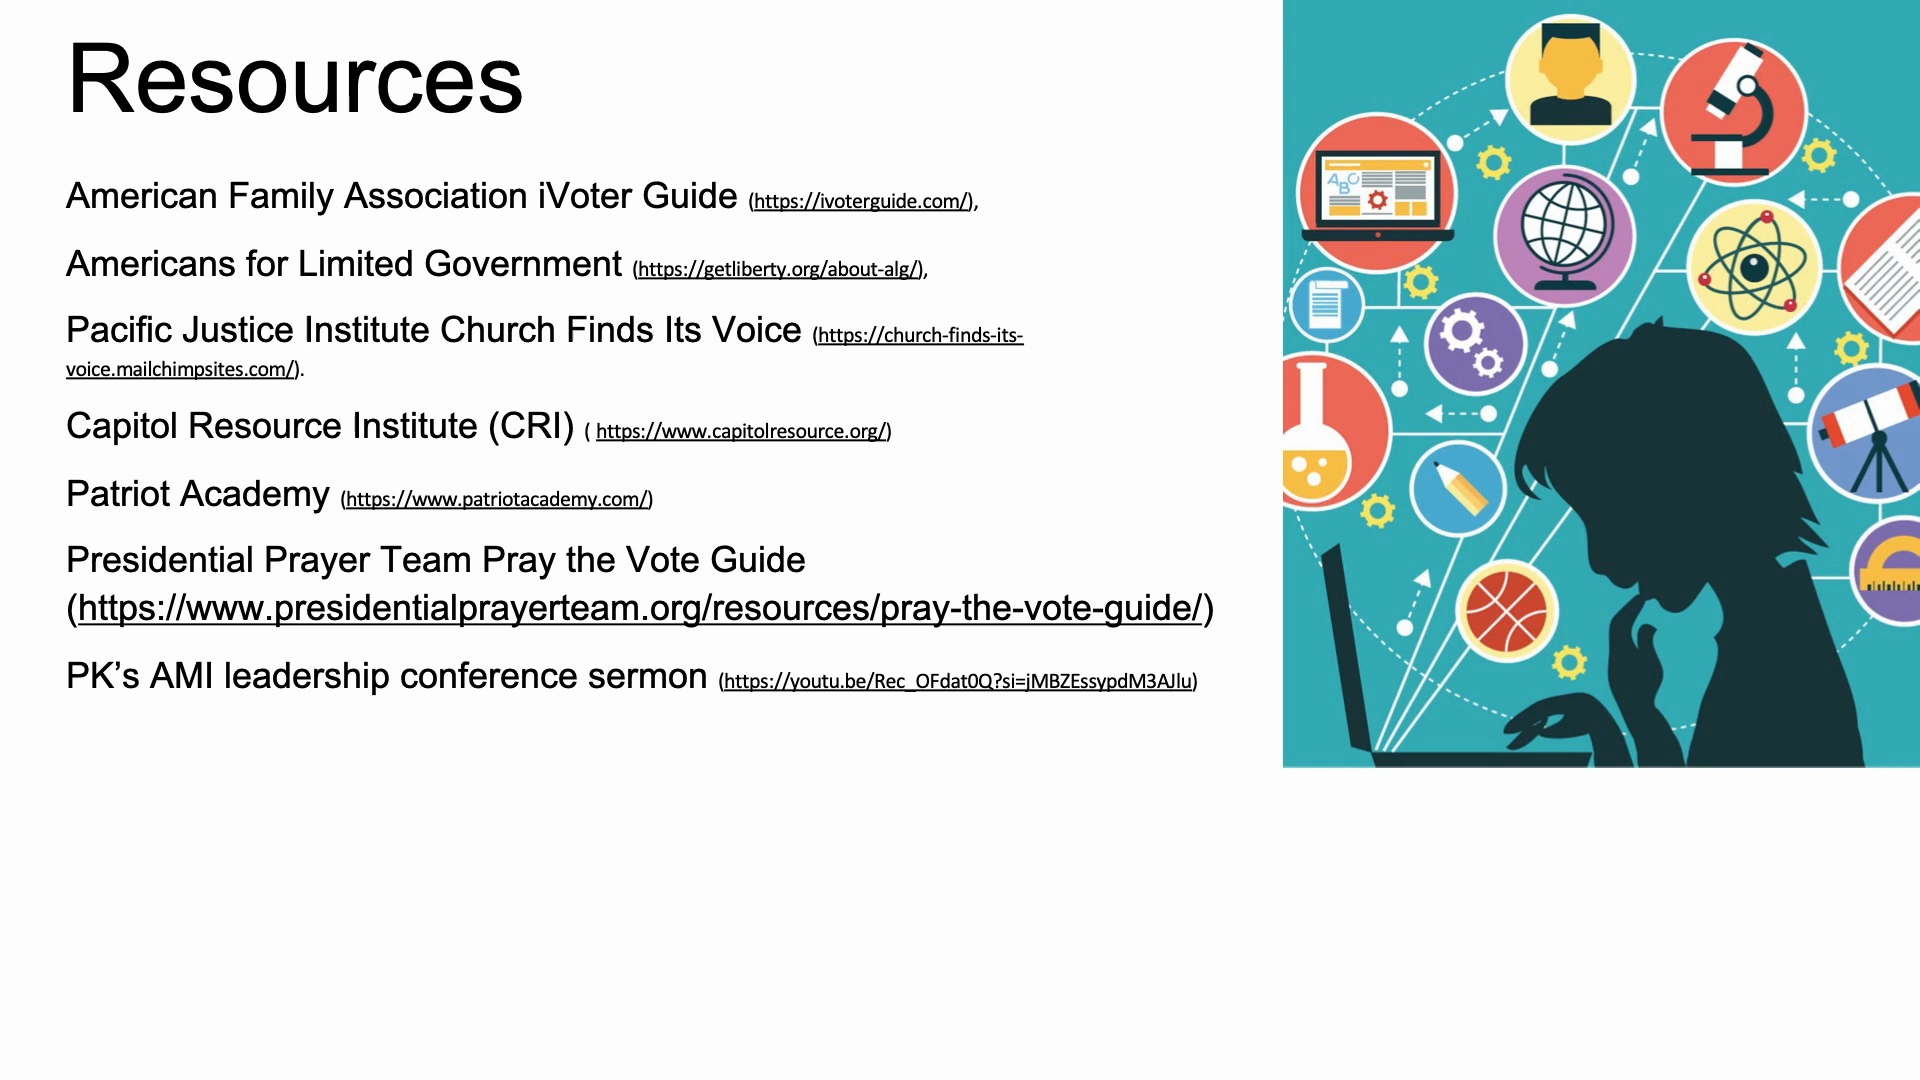 Resources
American Family Association iVoter Guide (https://ivoterguide.com/),
Americans for Limited Government (https://getliberty.org/about-alg/),
Pacific Justice Institute Church Finds Its Voice (https://church-finds-its-
voice.mailchimpsites.com/).
Capitol Resource Institute (CRI) ( https://www.capitolresource.org/)
Patriot Academy (https://www.patriotacademy.com/)
Presidential Prayer Team Pray the Vote Guide
(https://www.presidentialprayerteam.org/resources/pray-the-vote-guide/)
PK’s AMI leadership conference sermon (https://youtu.be/Rec_OFdat0Q?si=jMBZEssypdM3AJlu)
ABC